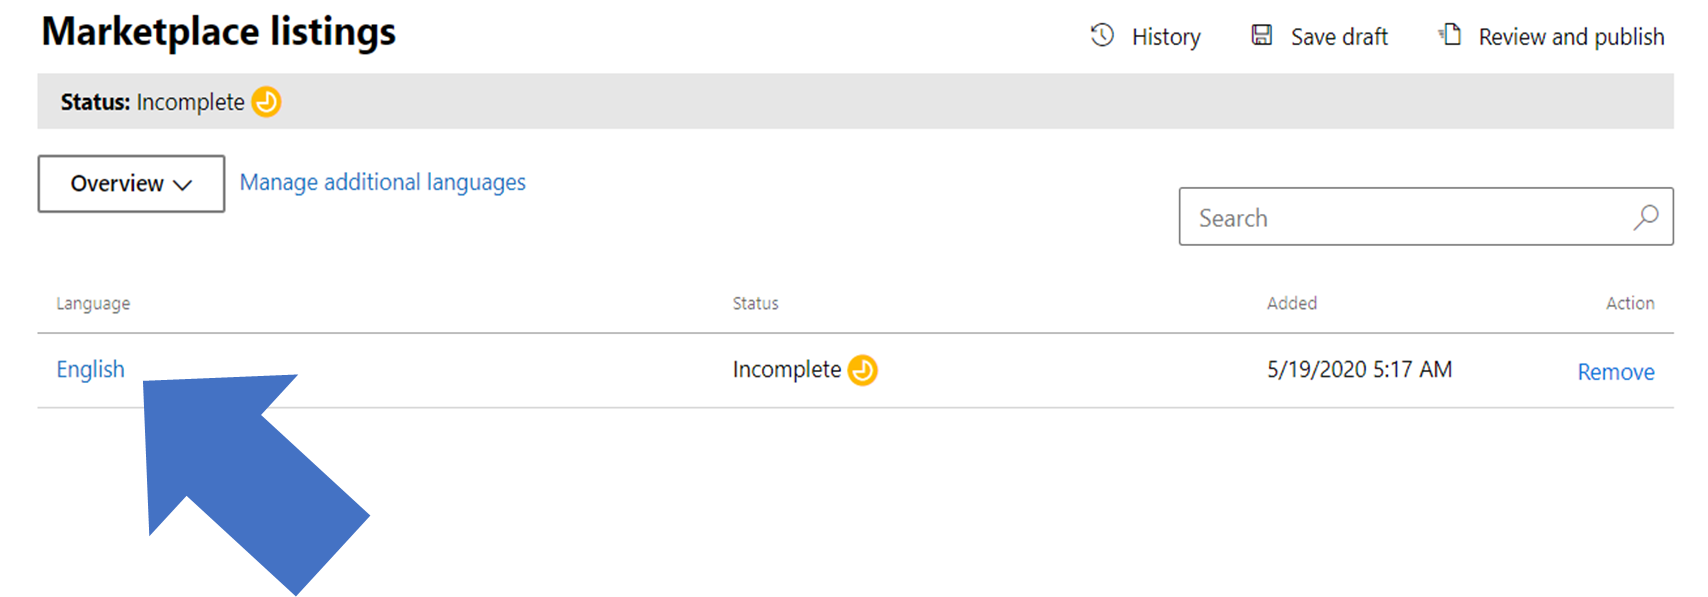 Marketplace listings
History Save draft Review and publish
Status: Incomplete
Overview Manage additional languages
Search
Language Status Added Action
English Incomplete 5/19/2020 5:17 AM Remove